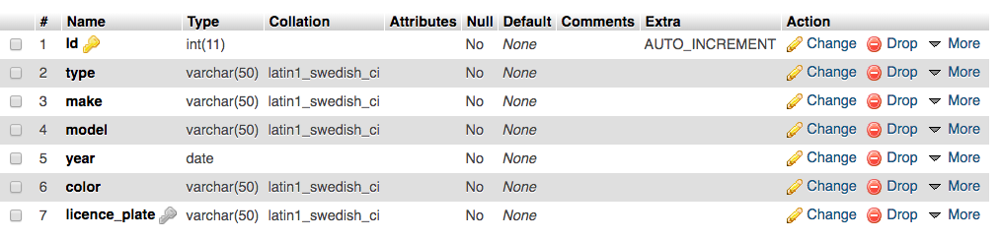 # Name Type Collation Attributes Null Default Comments Extra Action
1 Id int(11) No None AUTO_INCREMENT Change Drop More
2 type varchar(50) latin1_swedish_ci No None Change Drop More
3 make varchar(50) latin1_swedish_ci No None Change Drop More
4 model varchar(50) latin1_swedish_ci No None Change Drop More
5 year date No None Change Drop More
6 color varchar(50) latin1_swedish_ci No None Change Drop More
7 licence_plate varchar(50) latin1_swedish_ci No None Change Drop More